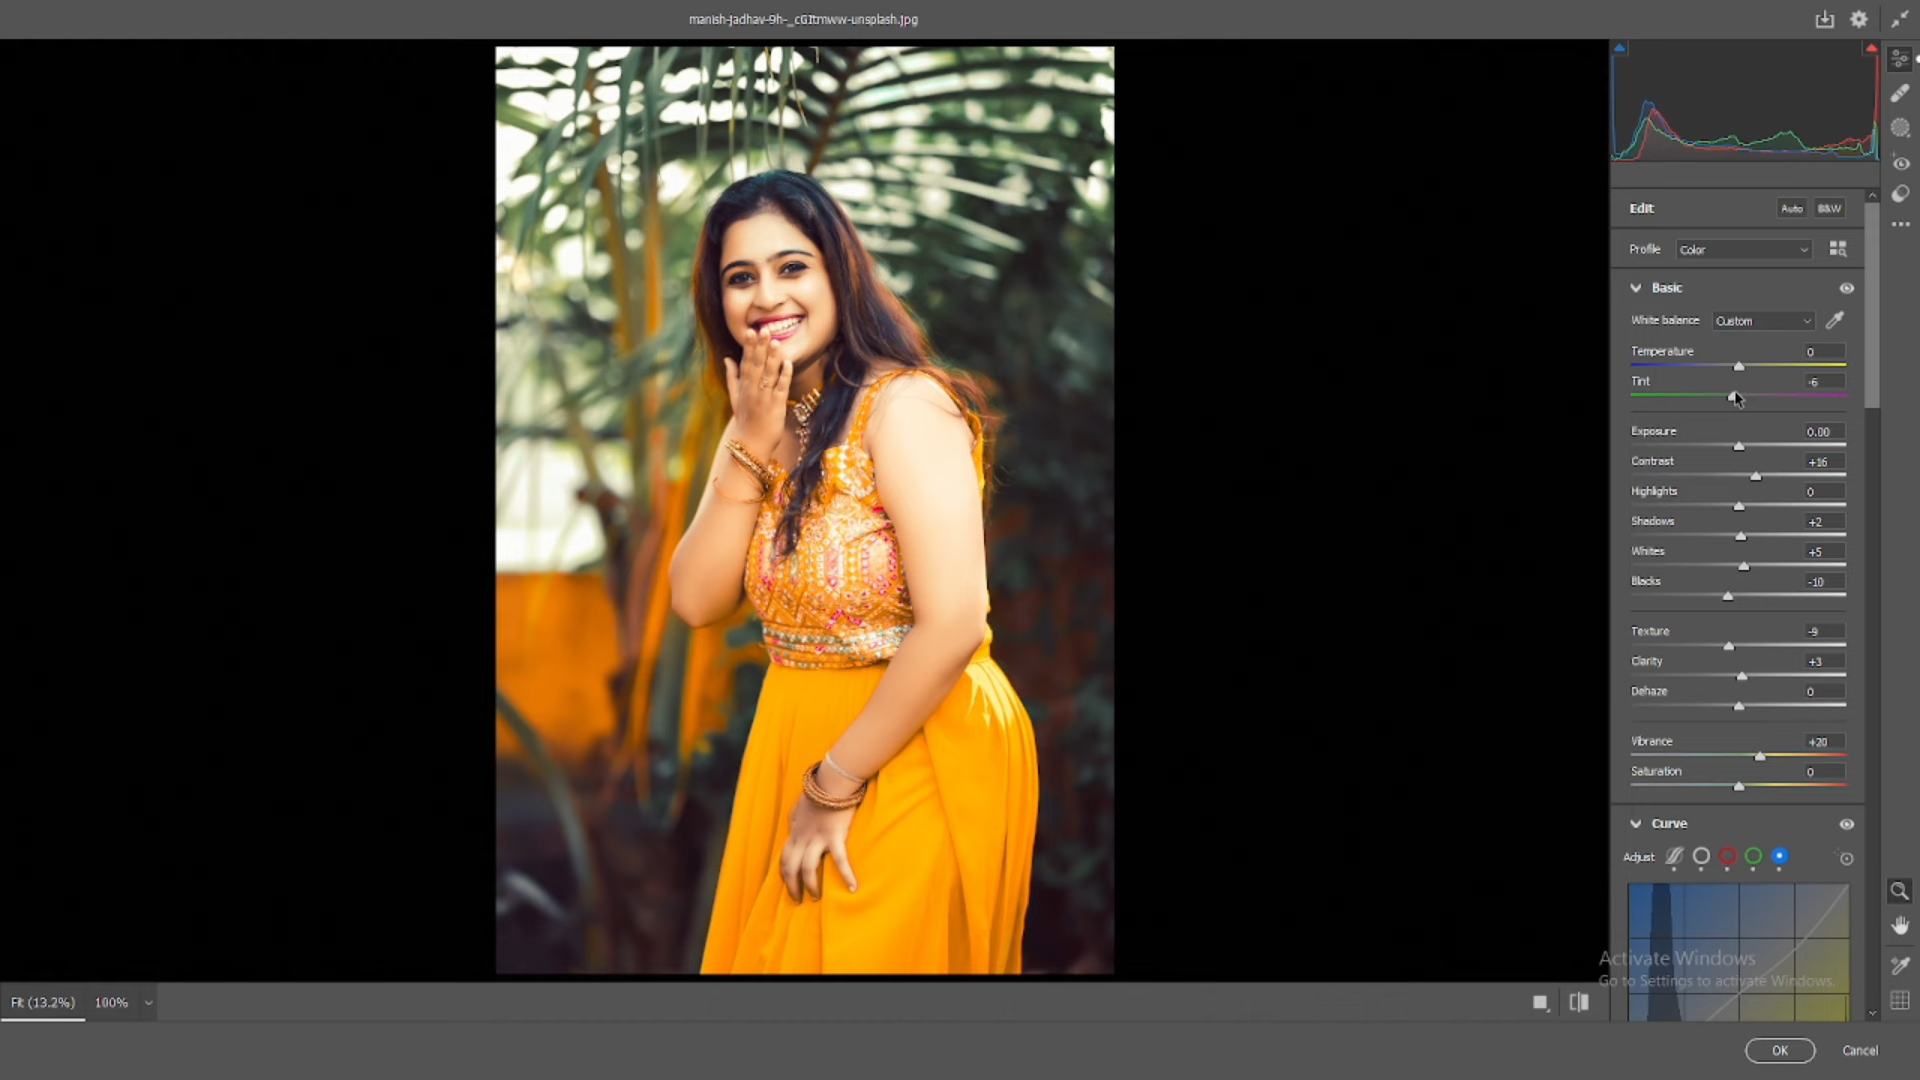 manish-jadhav-9h-_cGItmww-unsplash.jpg
Edit Auto B&W
Profile Color
Basic
White balance Custom
Temperature 0
Tint -6
Exposure 0.00
Contrast +16
Highlights 0
Shadows +2
Whites +5
Blacks -10
Texture -9
Clarity +3
Dehaze 0
Vibrance +20
Saturation 0
Curve
Adjust
Activate Windows
Go to Settings to activate Windows.
Fit (13.2%) 100%
OK Cancel